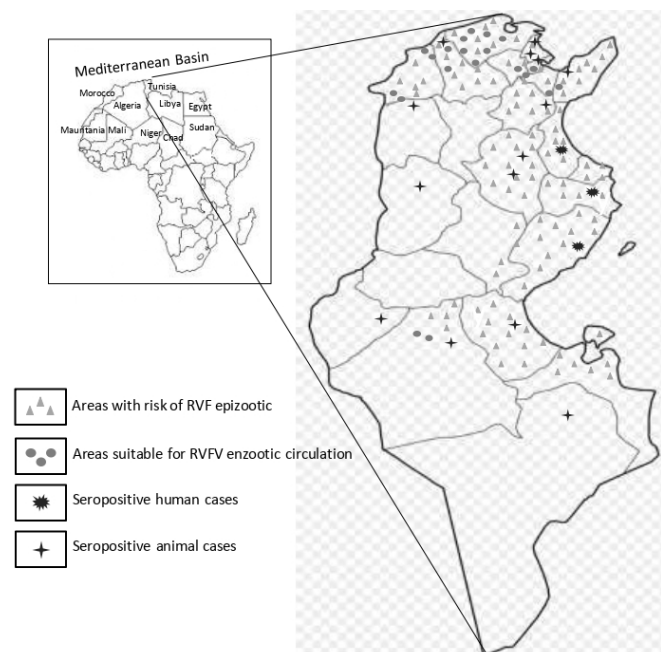 Mediterranean Basin
Tunisia
Morocco
Algeria
Libya
Egypt
Mauntania
Mali
Niger
Chad
Sudan
Areas with risk of RVF epizootic
Areas suitable for RVFV enzootic circulation
Seropositive human cases
Seropositive animal cases